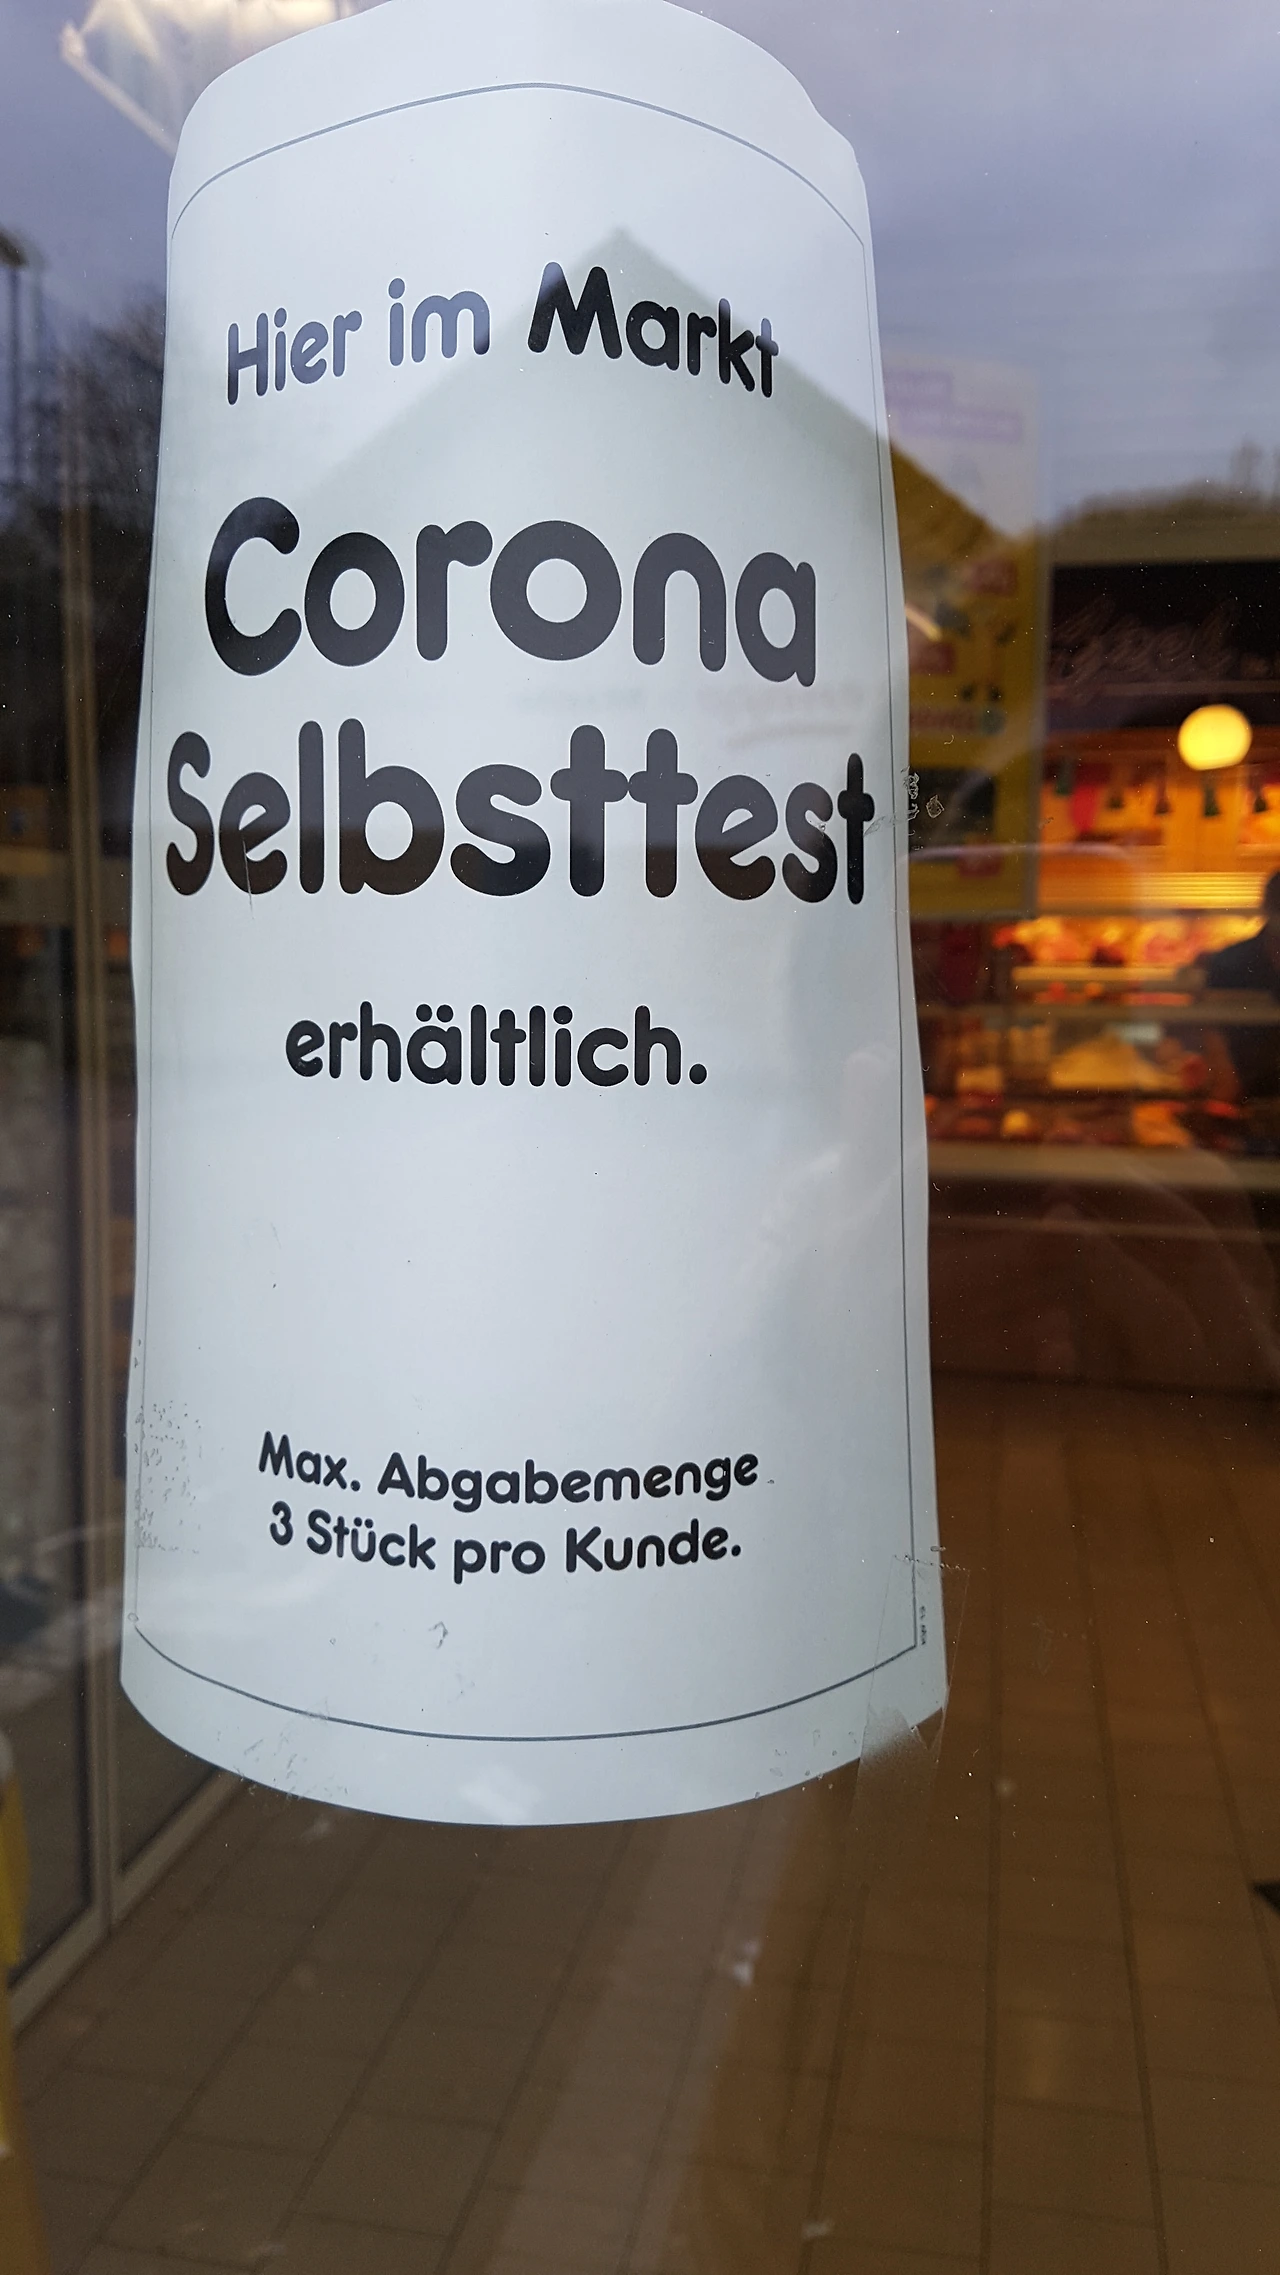 Hier im Markt
Corona
Selbsttest
erhältlich.
Max. Abgabemenge
3 Stück pro Kunde.